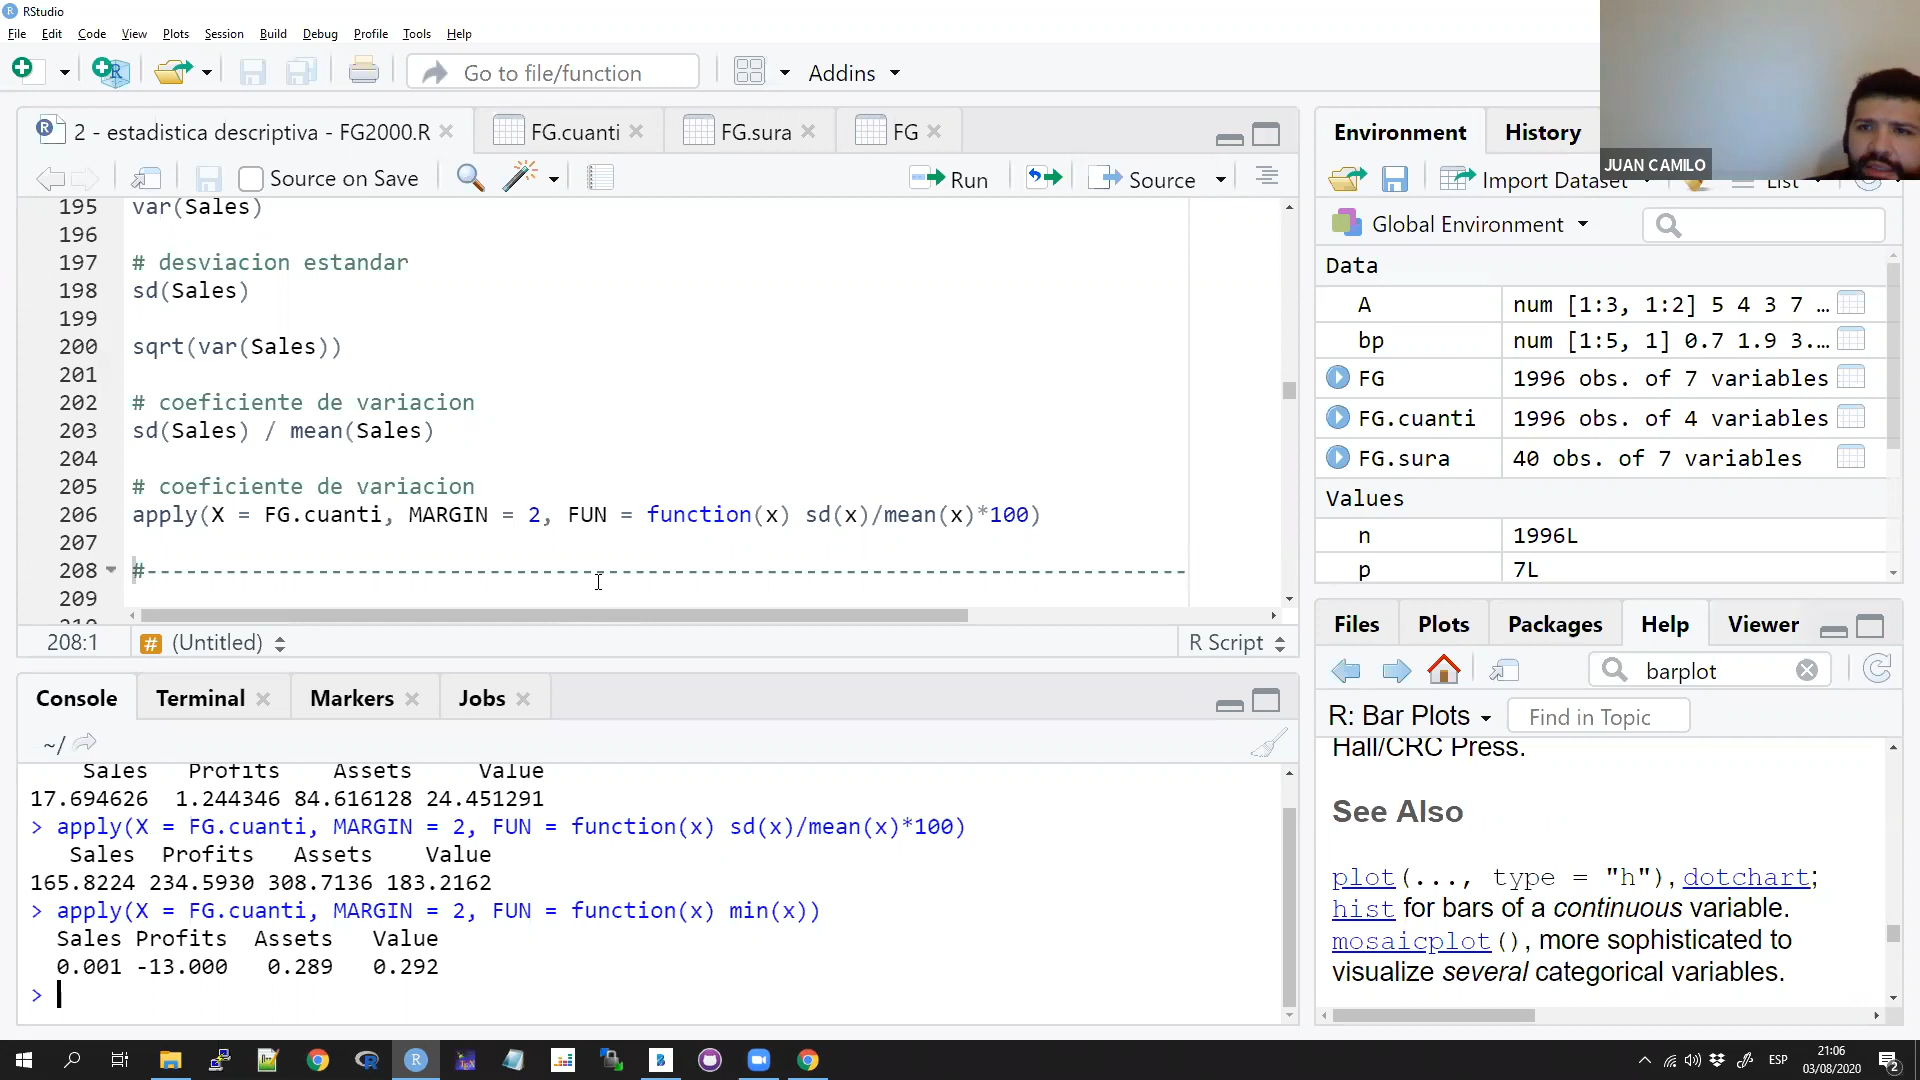 RStudio
File Edit Code View Plots Session Build Debug Profile Tools Help
Go to file/function
Addins
JUAN CAMILO
2 - estadistica descriptiva - FG2000.R
FG.cuanti
FG.sura
FG
Source on Save
Run
Source
195 var(Sales)
196
197 # desviacion estandar
198 sd(Sales)
199
200 sqrt(var(Sales))
201
202 # coeficiente de variacion
203 sd(Sales) / mean(Sales)
204
205 # coeficiente de variacion
206 apply(X = FG.cuanti, MARGIN = 2, FUN = function(x) sd(x)/mean(x)*100)
207
208 #--------------------------------------------------------------------------------
209
210
208:1 # (Untitled) R Script
Console Terminal Markers Jobs
~/
Sales Profits Assets Value
17.694626 1.244346 84.616128 24.451291
> apply(X = FG.cuanti, MARGIN = 2, FUN = function(x) sd(x)/mean(x)*100)
Sales Profits Assets Value
165.8224 234.5930 308.7136 183.2162
> apply(X = FG.cuanti, MARGIN = 2, FUN = function(x) min(x))
Sales Profits Assets Value
0.001 -13.000 0.289 0.292
>
Environment History
Import Dataset List
Global Environment
Data
A num [1:3, 1:2] 5 4 3 7 …
bp num [1:5, 1] 0.7 1.9 3.…
FG 1996 obs. of 7 variables
FG.cuanti 1996 obs. of 4 variables
FG.sura 40 obs. of 7 variables
Values
n 1996L
p 7L
Files Plots Packages Help Viewer
barplot
R: Bar Plots Find in Topic
Hall/CRC Press.
See Also
plot(..., type = "h"), dotchart;
hist for bars of a continuous variable.
mosaicplot(), more sophisticated to
visualize several categorical variables.
ESP
21:06
03/08/2020
2